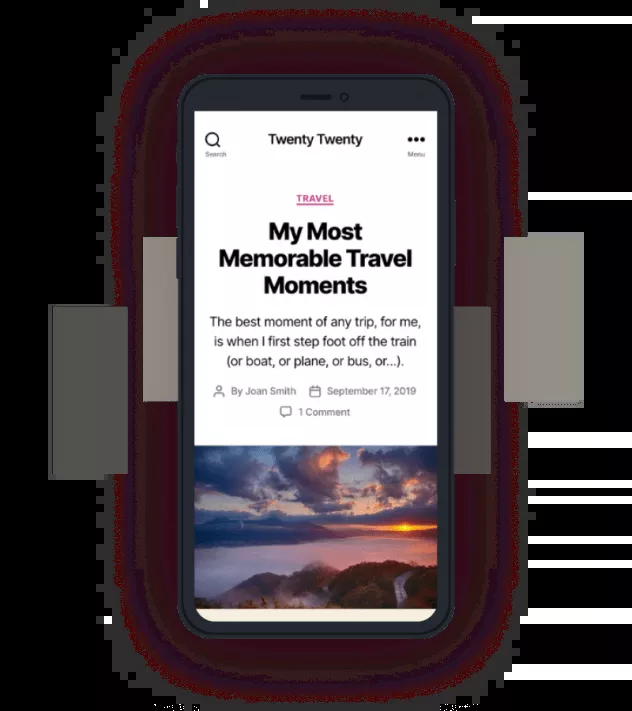 Twenty Twenty
Search
Menu
TRAVEL
My Most
Memorable Travel
Moments
The best moment of any trip, for me,
is when I first step foot off the train
(or boat, or plane, or bus, or...).
By Joan Smith September 17, 2019
1 Comment